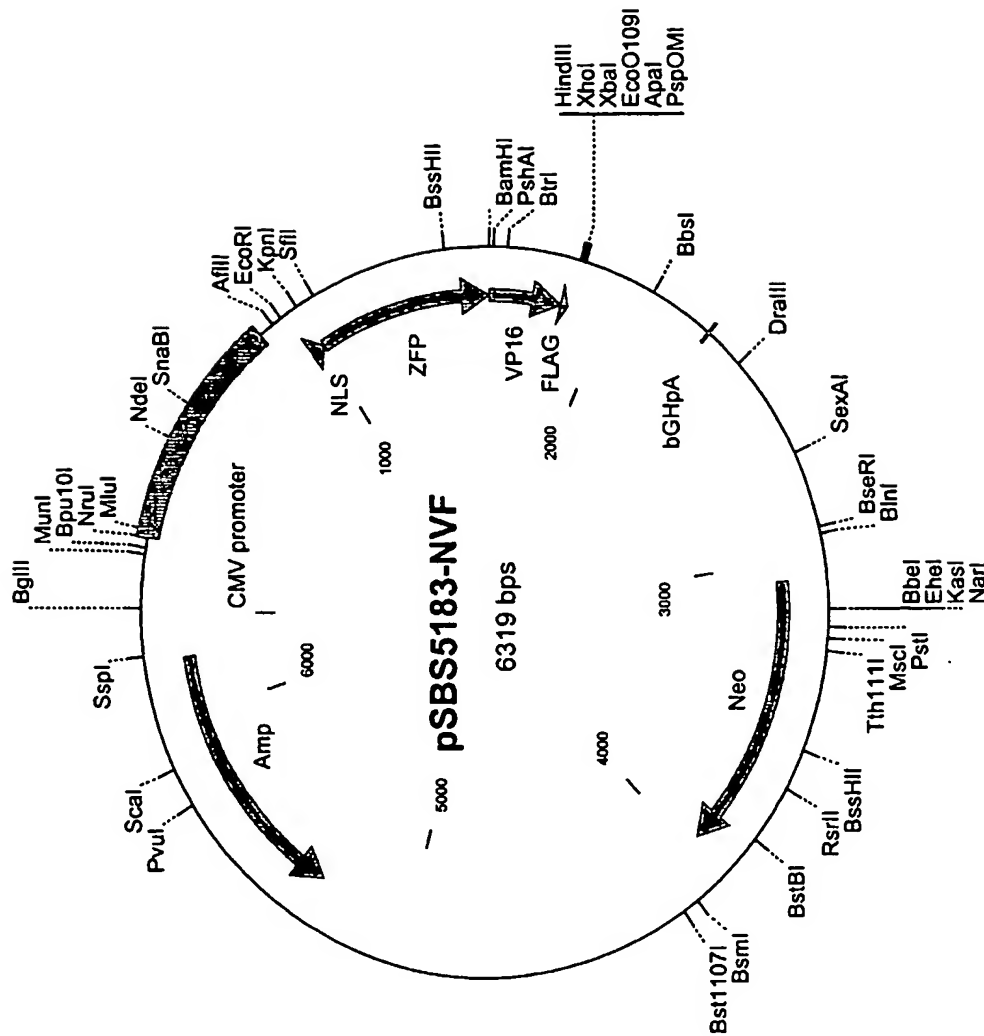 BglII
MunI
Bpu10I
NruI
MluI
NdeI
SnaBI
AflII
EcoRI
KpnI
SfiI
BssHII
BamHI
PshAI
BtrI
HindIII
XhoI
XbaI
EcoO109I
ApaI
PspOMI
BbsI
DraIII
SexAI
BseRI
BlnI
BbeI
EheI
KasI
NarI
PstI
MscI
Tth111I
BssHII
RsrII
BstBI
BsmI
Bst1107I
PvuI
ScaI
SspI
CMV promoter
NLS
ZFP
VP16
FLAG
bGHpA
Neo
Amp
1000
2000
3000
4000
5000
6000
pSBS5183-NVF
6319 bps